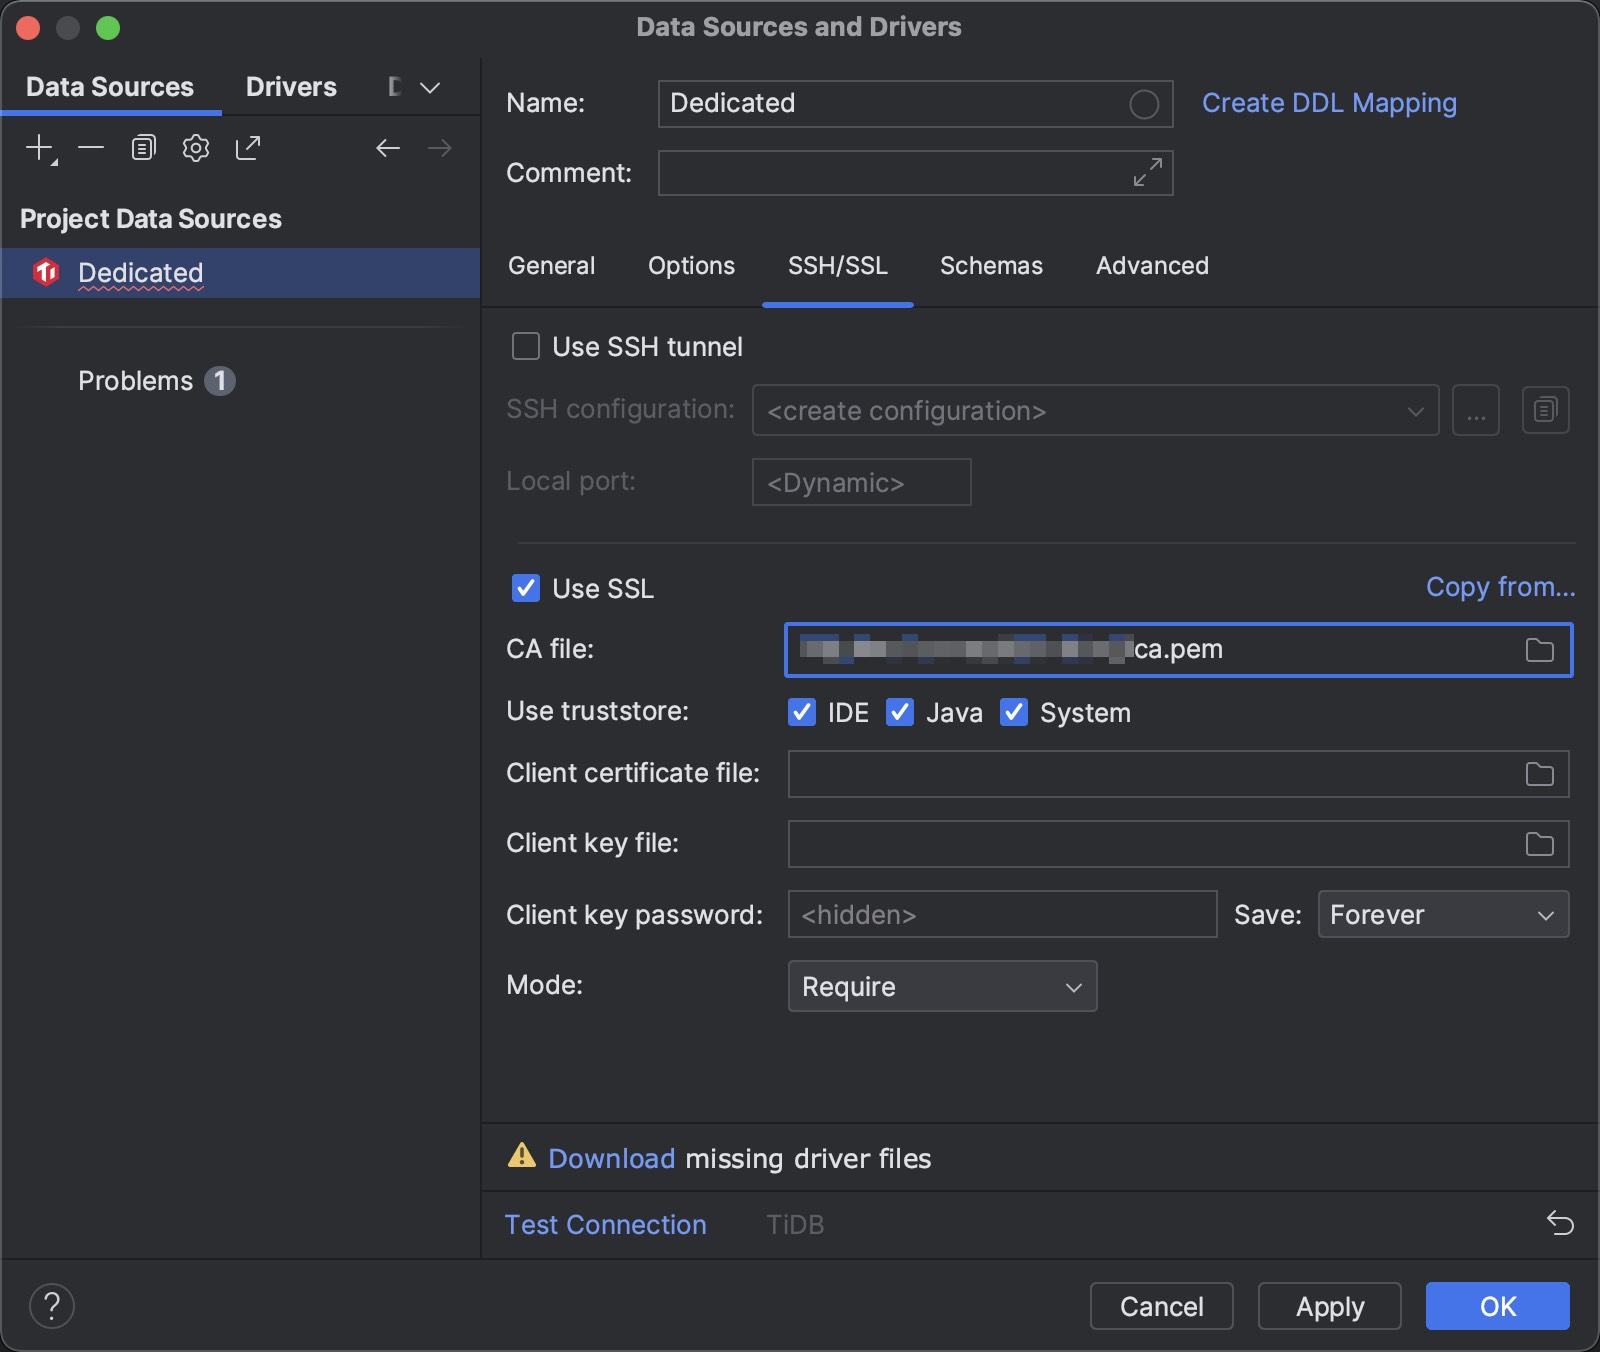 Data Sources and Drivers
Data Sources Drivers
Project Data Sources
Dedicated
Problems 1
Name: Dedicated Create DDL Mapping
Comment:
General Options SSH/SSL Schemas Advanced
Use SSH tunnel
SSH configuration: <create configuration> ...
Local port: <Dynamic>
Use SSL Copy from...
CA file: ca.pem
Use truststore: IDE Java System
Client certificate file:
Client key file:
Client key password: <hidden> Save: Forever
Mode: Require
Download missing driver files
Test Connection TiDB
? Cancel Apply OK